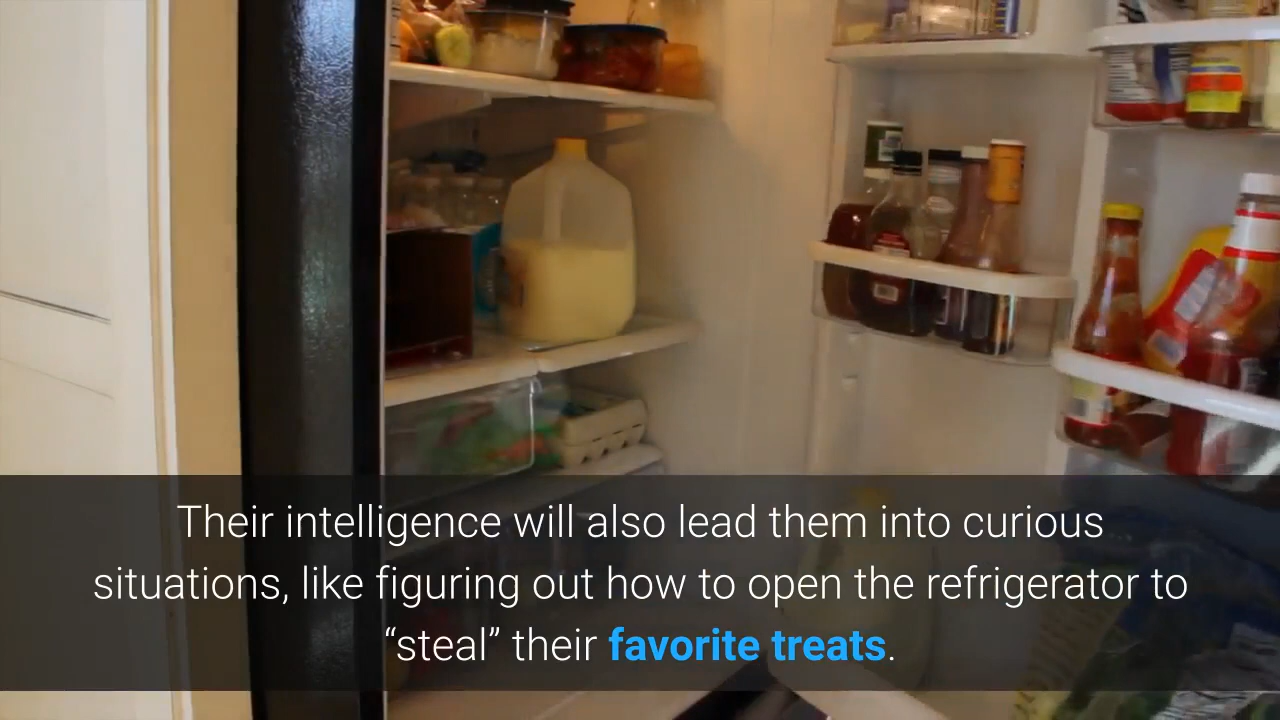 Their intelligence will also lead them into curious
situations, like figuring out how to open the refrigerator to
“steal” their favorite treats.